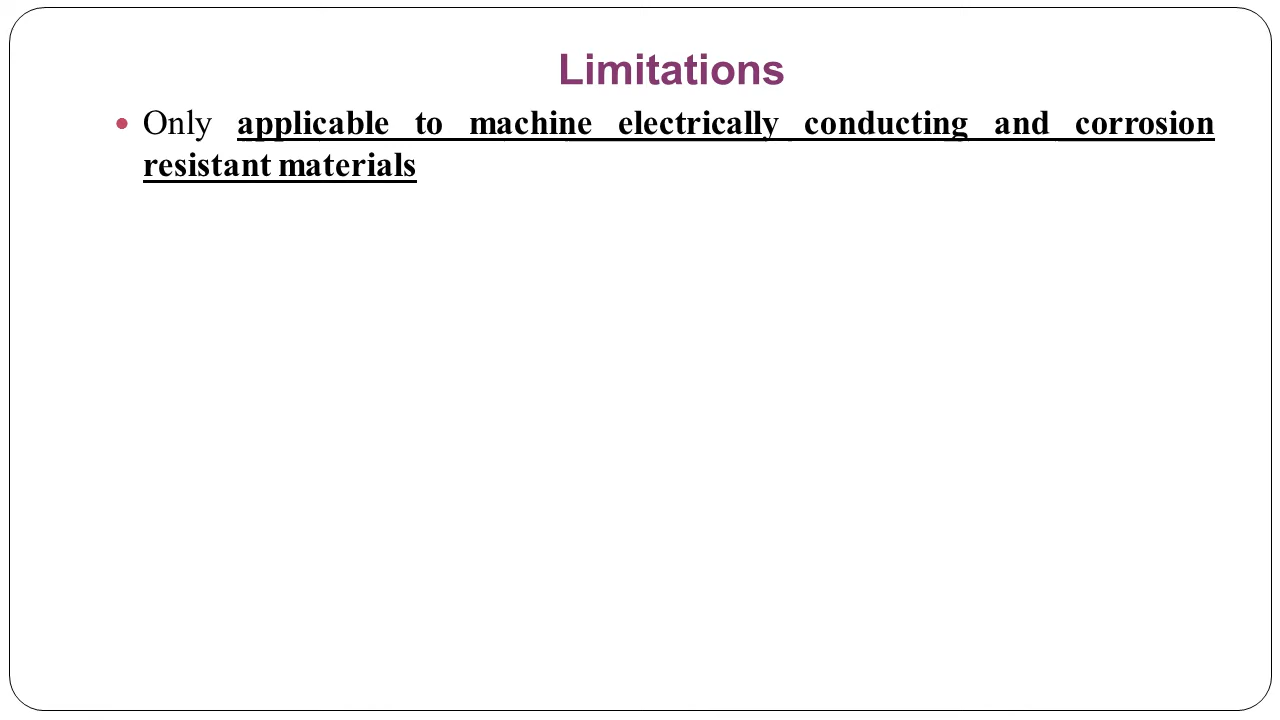 Limitations
• Only applicable to machine electrically conducting and corrosion
resistant materials